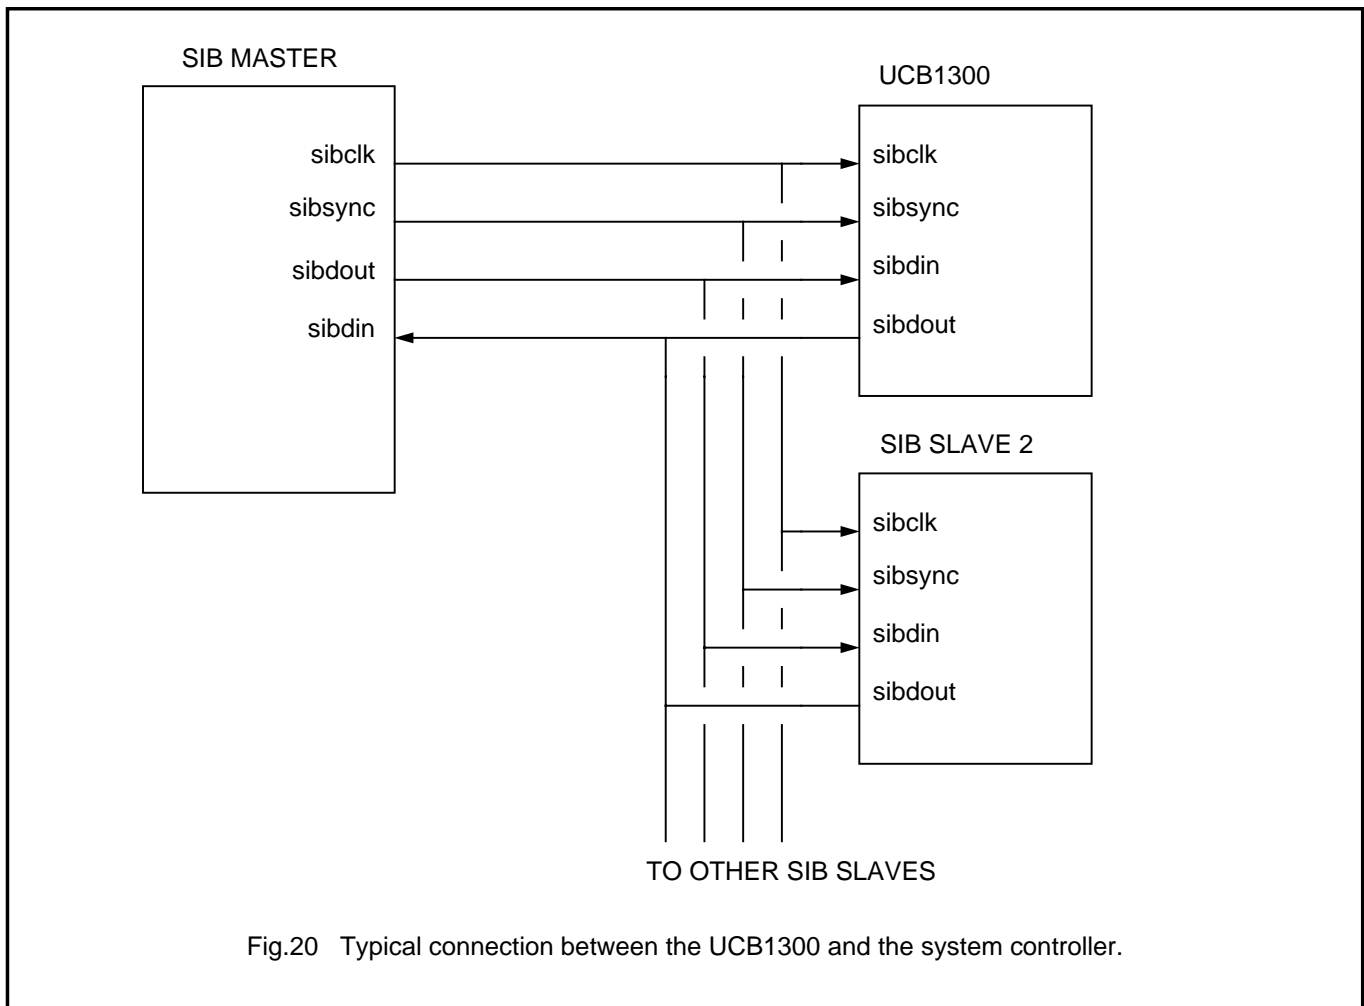 SIB MASTER
sibclk
sibsync
sibdout
sibdin
UCB1300
sibclk
sibsync
sibdin
sibdout
SIB SLAVE 2
sibclk
sibsync
sibdin
sibdout
TO OTHER SIB SLAVES
Fig.20 Typical connection between the UCB1300 and the system controller.